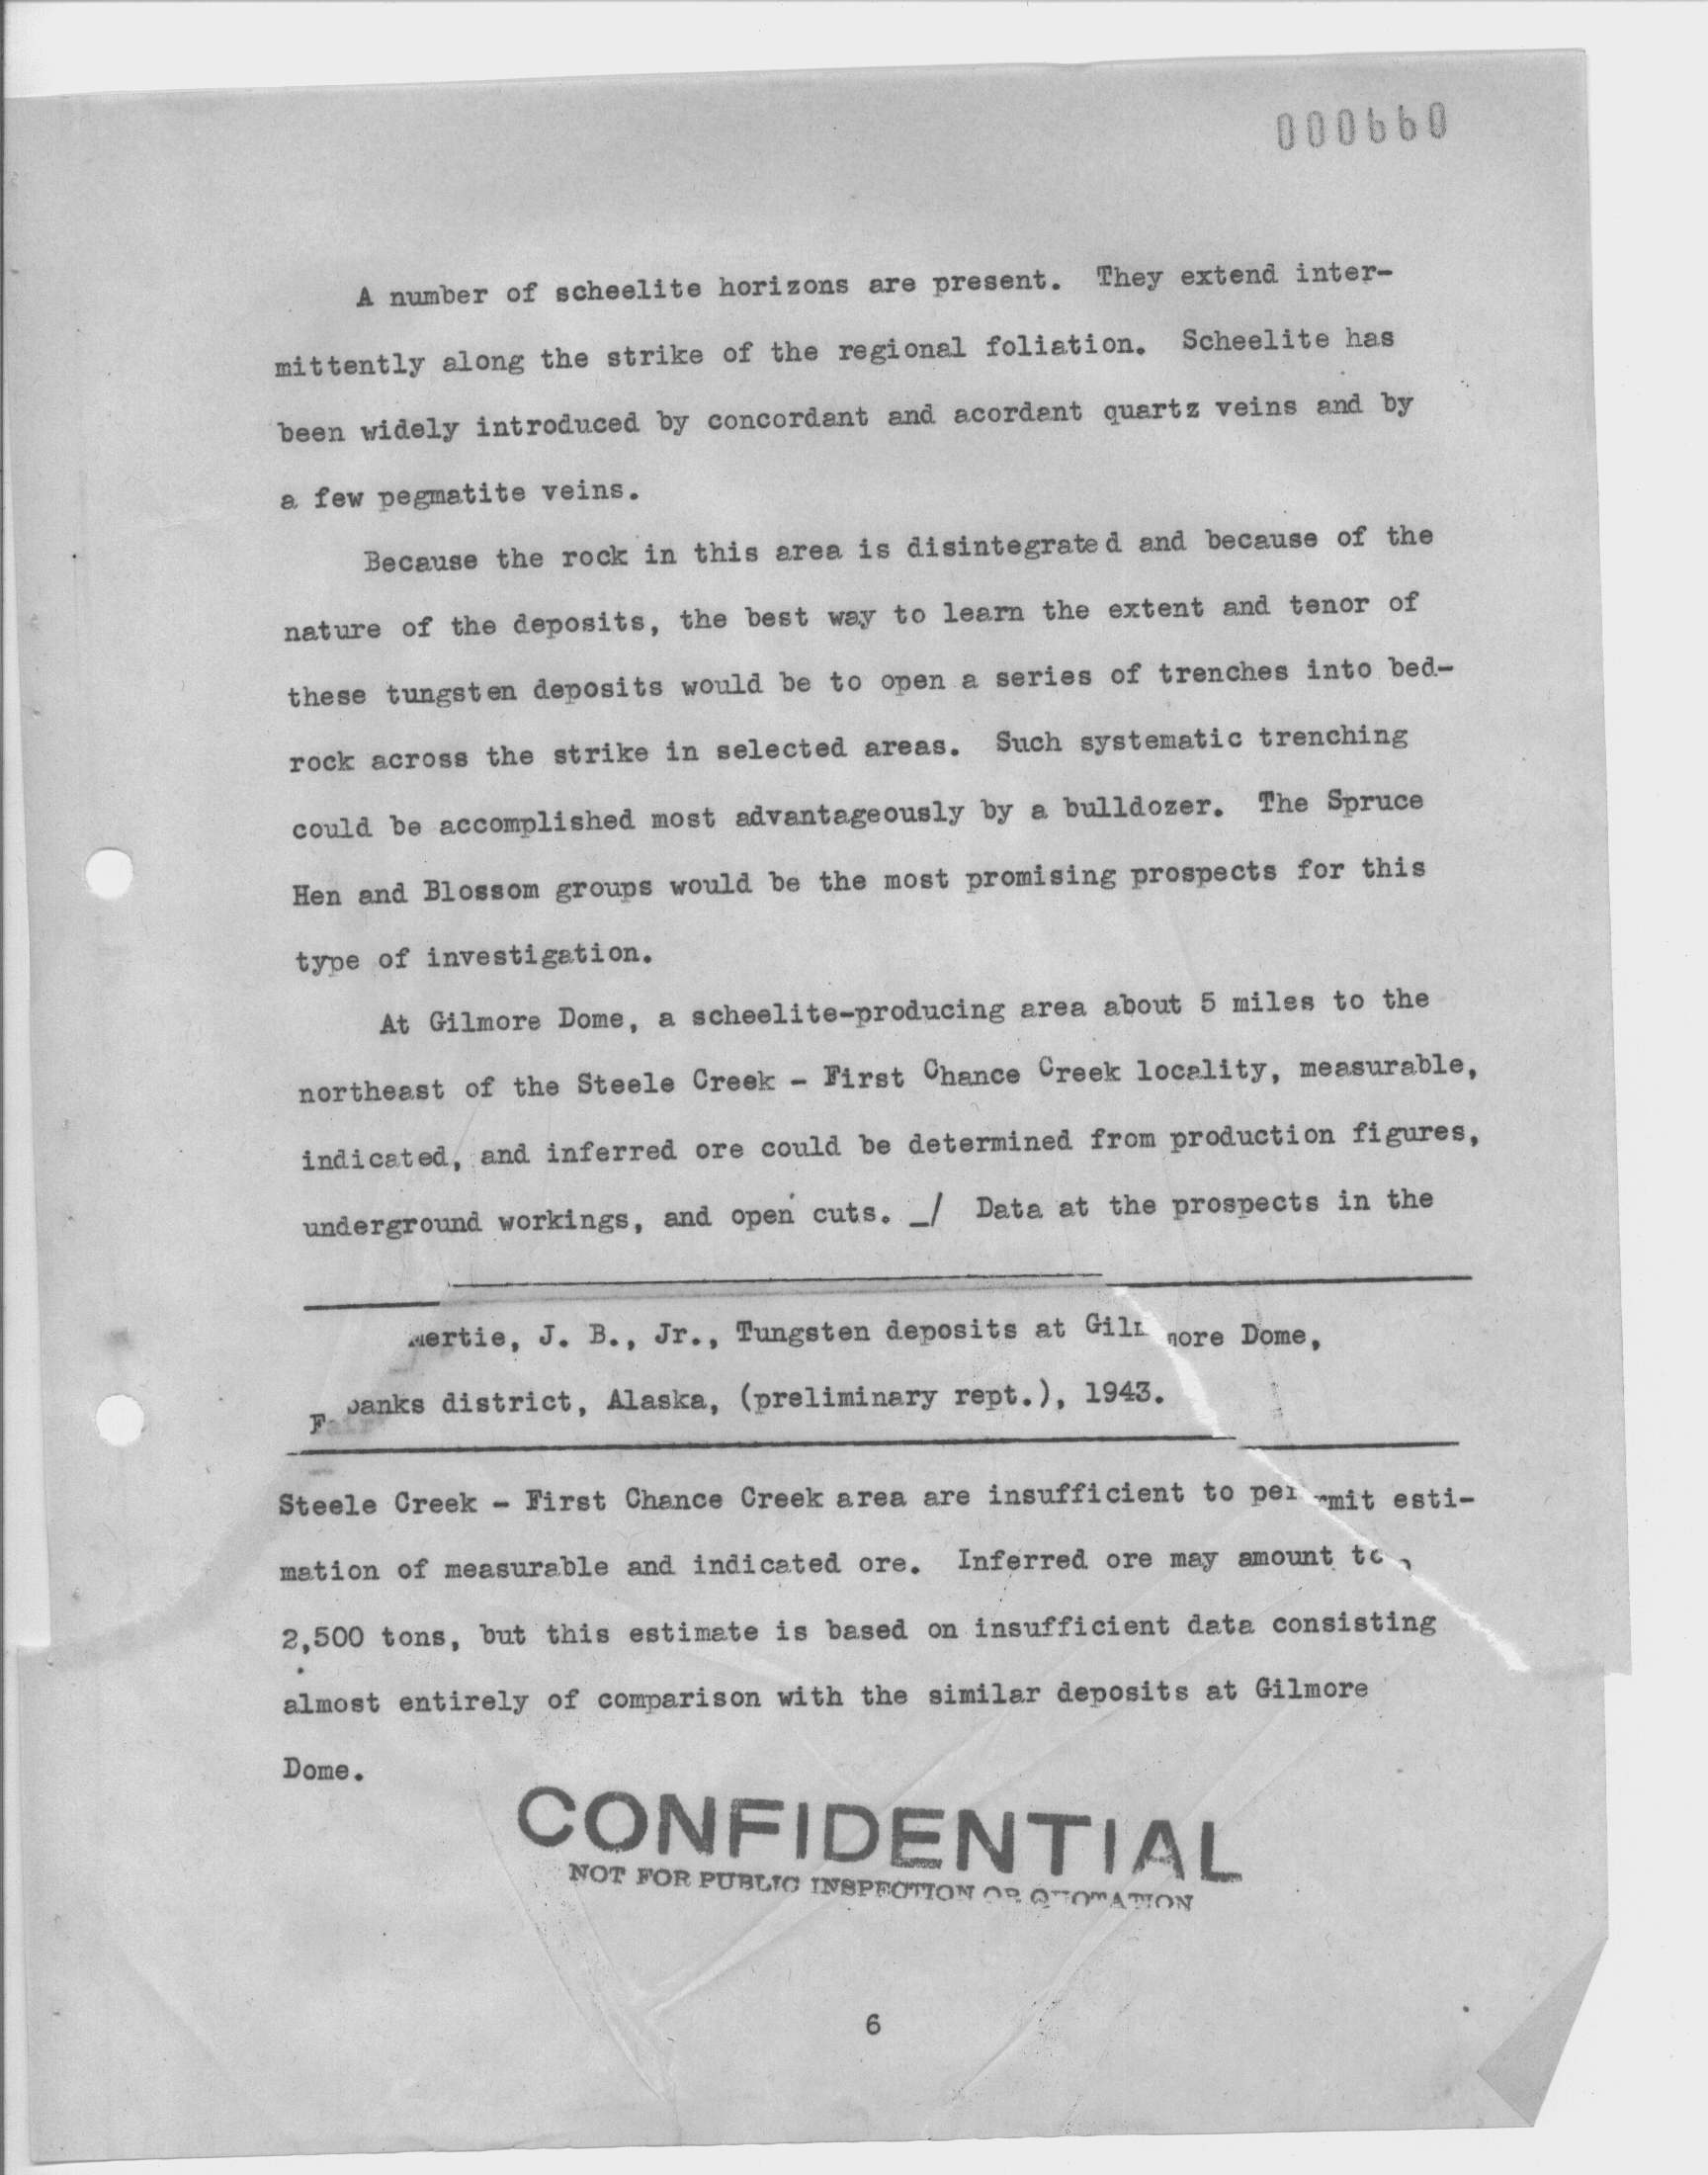 000660
A number of scheelite horizons are present. They extend inter-
mittently along the strike of the regional foliation. Scheelite has
been widely introduced by concordant and acordant quartz veins and by
a few pegmatite veins.
Because the rock in this area is disintegrated and because of the
nature of the deposits, the best way to learn the extent and tenor of
these tungsten deposits would be to open a series of trenches into bed-
rock across the strike in selected areas. Such systematic trenching
could be accomplished most advantageously by a bulldozer. The Spruce
Hen and Blossom groups would be the most promising prospects for this
type of investigation.
At Gilmore Dome, a scheelite-producing area about 5 miles to the
northeast of the Steele Creek - First Chance Creek locality, measurable,
indicated, and inferred ore could be determined from production figures,
underground workings, and open cuts. _/ Data at the prospects in the
Mertie, J. B., Jr., Tungsten deposits at Gilmore Dome,
Fairbanks district, Alaska, (preliminary rept.), 1943.
Steele Creek - First Chance Creek area are insufficient to permit esti-
mation of measurable and indicated ore. Inferred ore may amount to
2,500 tons, but this estimate is based on insufficient data consisting
almost entirely of comparison with the similar deposits at Gilmore
Dome.
CONFIDENTIAL
NOT FOR PUBLIC INSPECTION OR QUOTATION
6